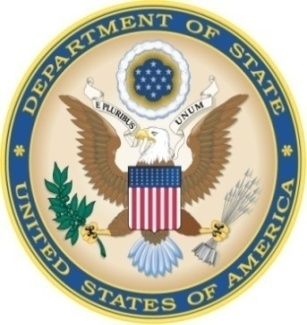 DEPARTMENT OF STATE
E PLURIBUS UNUM
UNITED STATES OF AMERICA